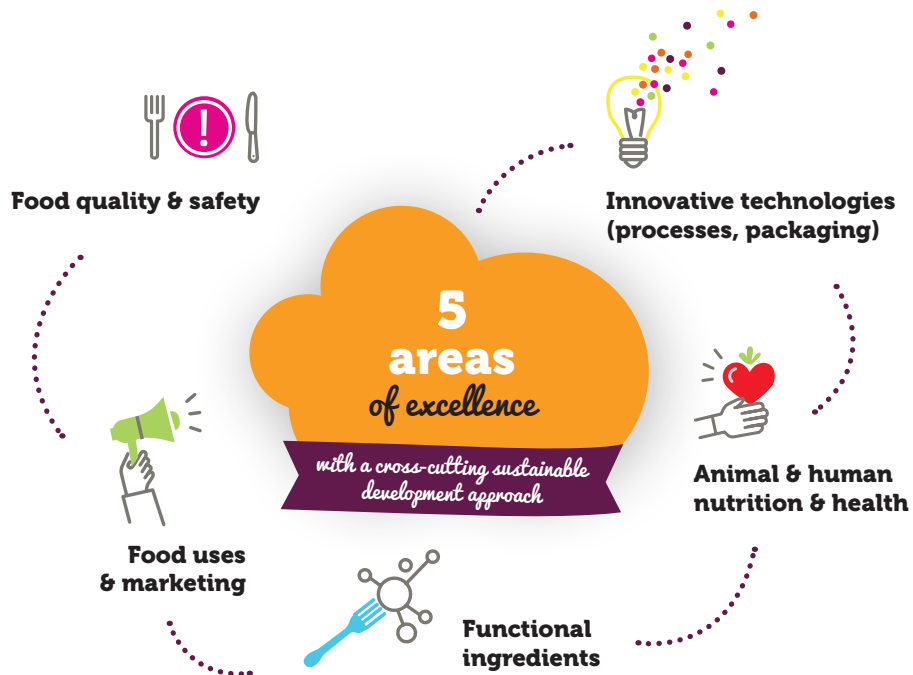 Food quality & safety
Innovative technologies
(processes, packaging)
5
areas
of excellence
with a cross-cutting sustainable
development approach
Animal & human
nutrition & health
Food uses
& marketing
Functional
ingredients